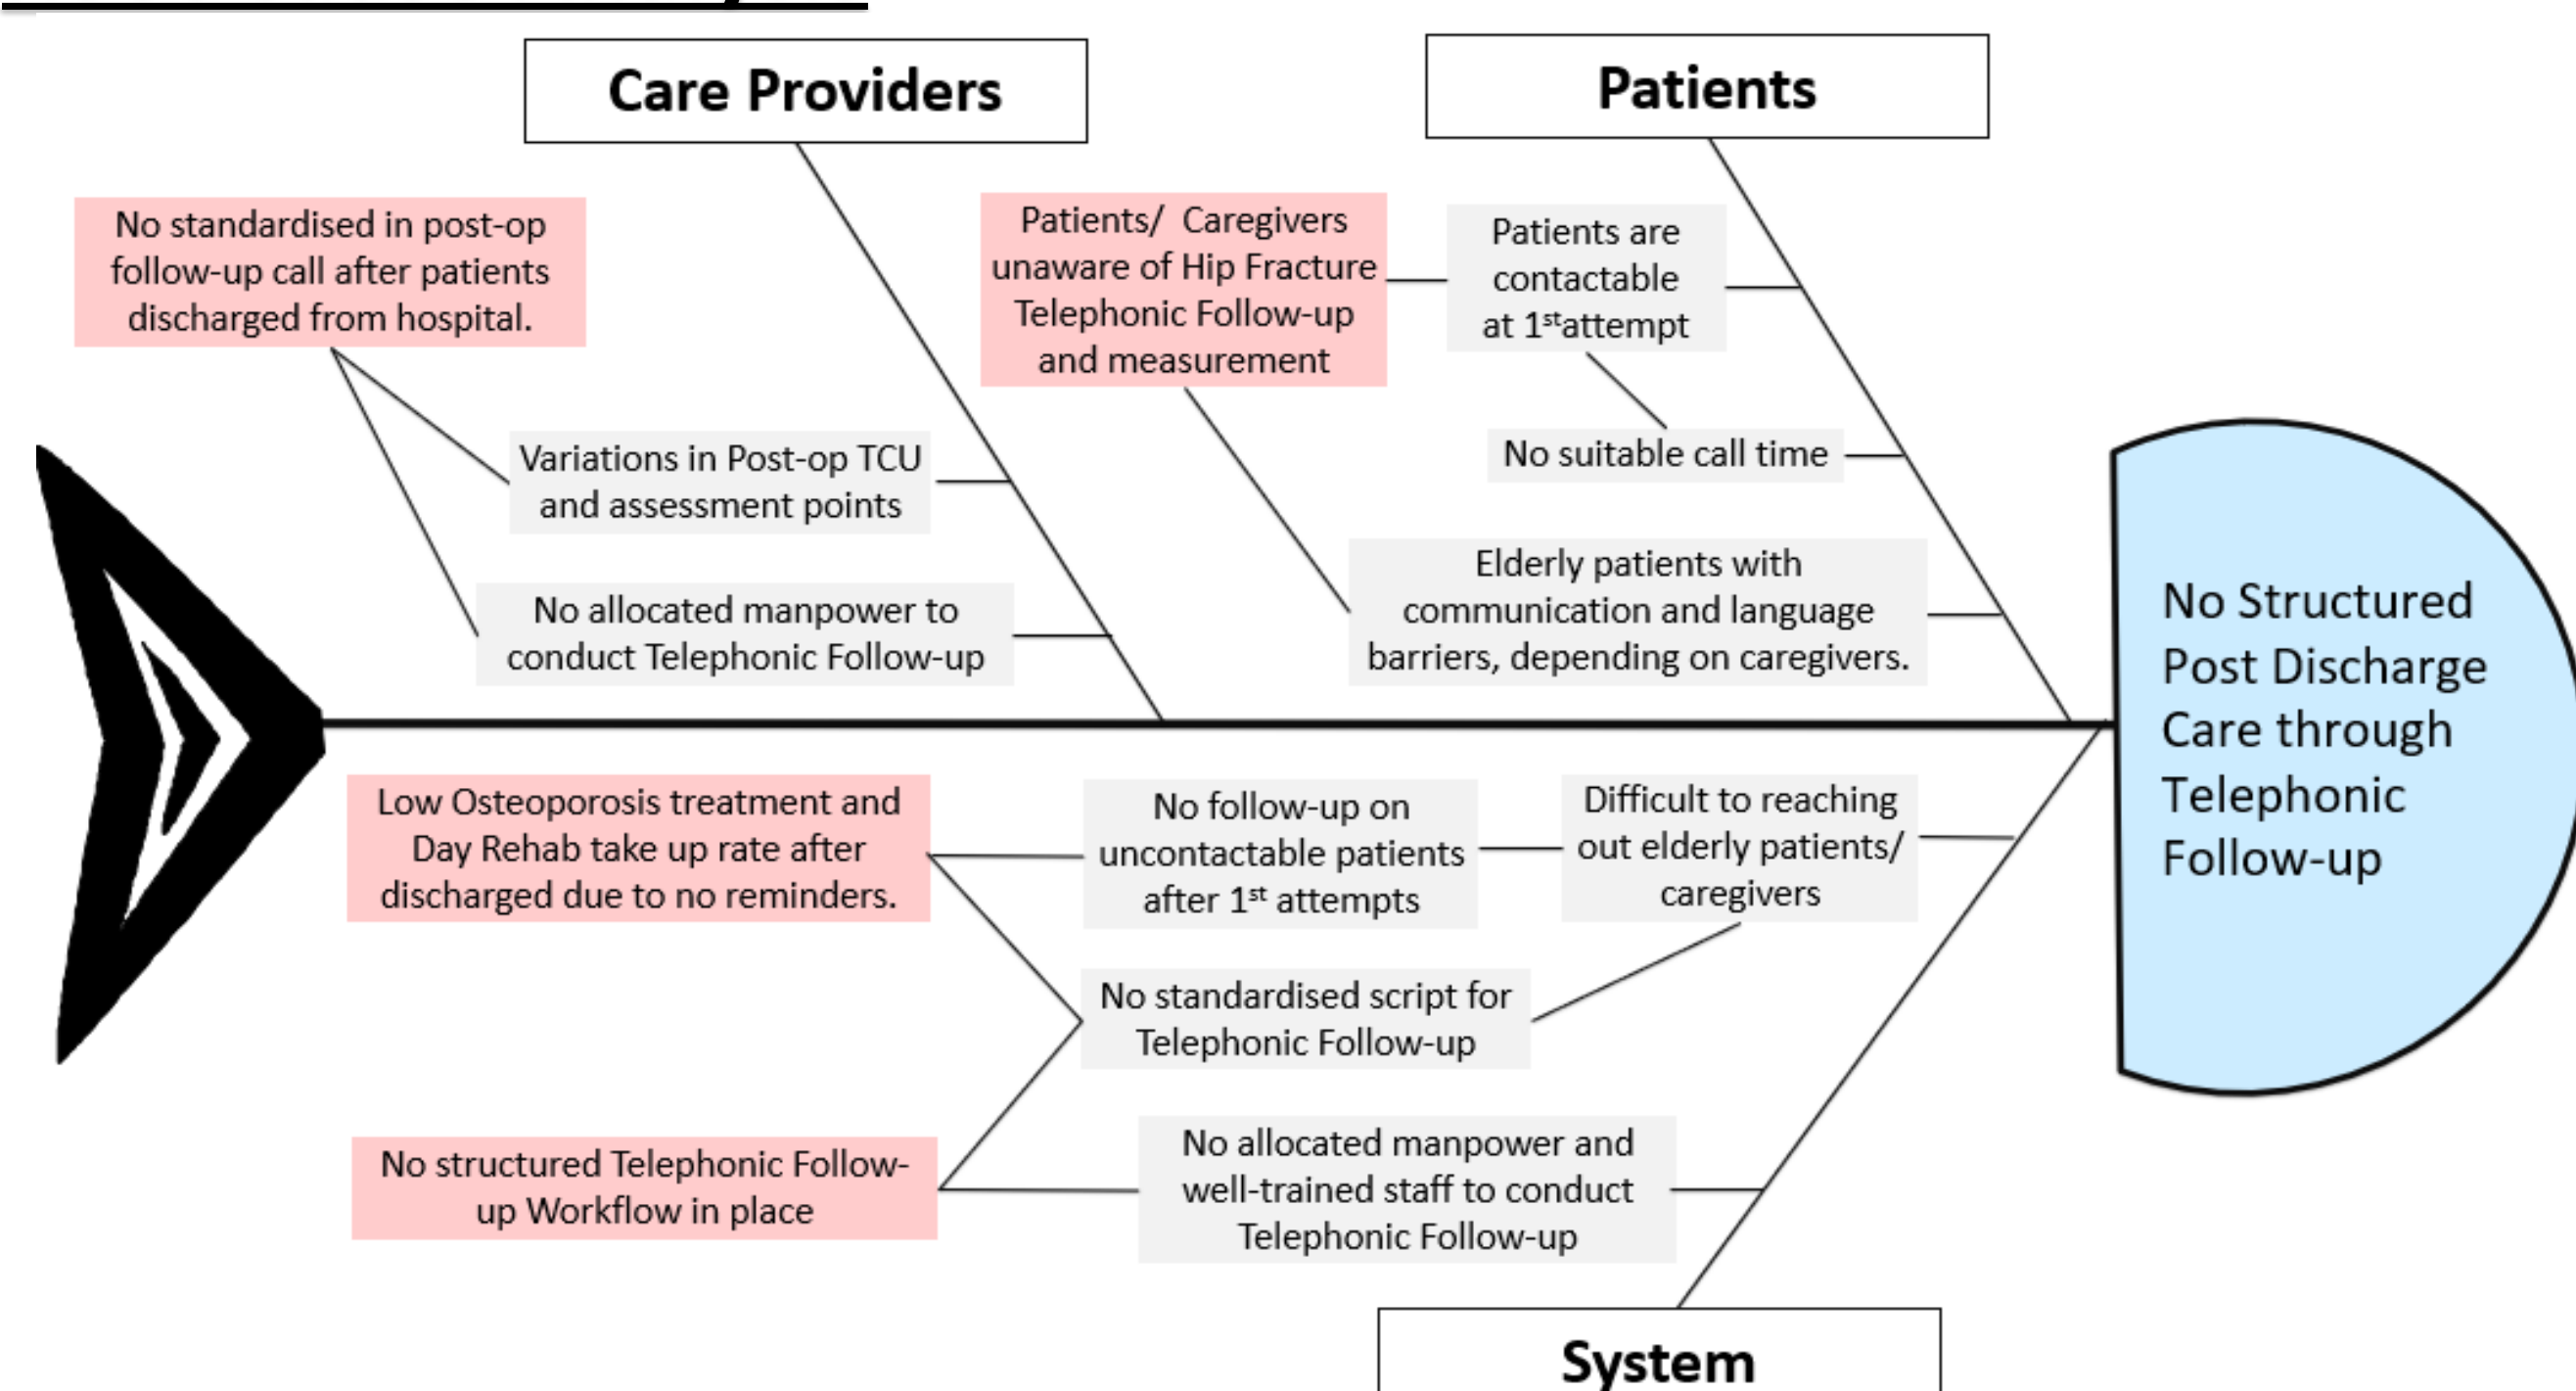 Care Providers
Patients
No standardised in post-op
follow-up call after patients
discharged from hospital.
Variations in Post-op TCU
and assessment points
No allocated manpower to
conduct Telephonic Follow-up
Patients/  Caregivers
unaware of Hip Fracture
Telephonic Follow-up
and measurement
Patients are
contactable
at 1stattempt
No suitable call time
Elderly patients with
communication and language
barriers, depending on caregivers.
No Structured
Post Discharge
Care through
Telephonic
Follow-up
Low Osteoporosis treatment and
Day Rehab take up rate after
discharged due to no reminders.
No follow-up on
uncontactable patients
after 1st attempts
Difficult to reaching
out elderly patients/
caregivers
No standardised script for
Telephonic Follow-up
No structured Telephonic Follow-
up Workflow in place
No allocated manpower and
well-trained staff to conduct
Telephonic Follow-up
System